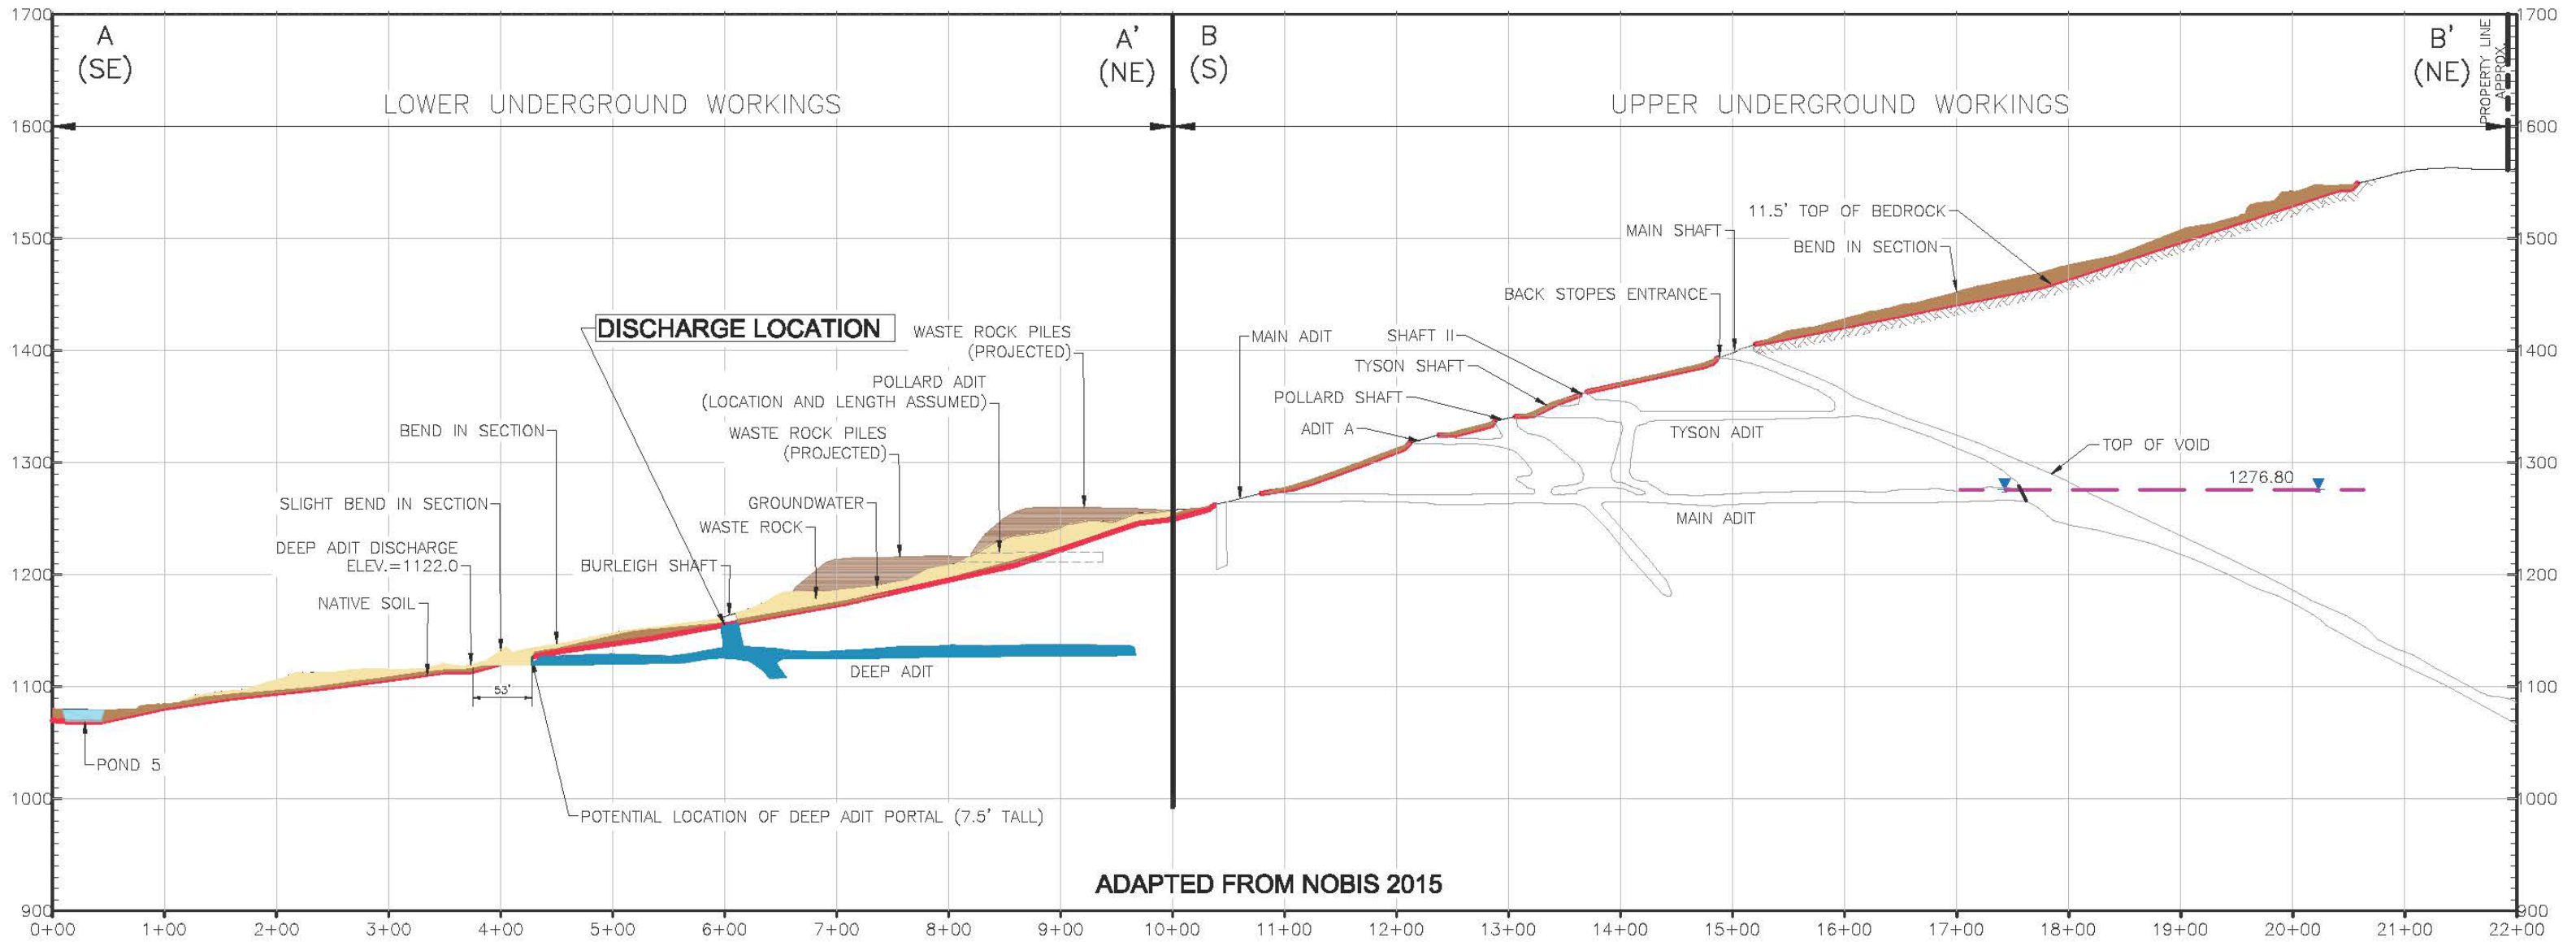 1700
1600
1500
1400
1300
1200
1100
1000
900
A
(SE)
A'
(NE)
B
(S)
B'
(NE)
PROPERTY LINE
APPROX.
1700
1600
1500
1400
1300
1200
1100
1000
900
LOWER UNDERGROUND WORKINGS
UPPER UNDERGROUND WORKINGS
11.5' TOP OF BEDROCK
BEND IN SECTION
MAIN SHAFT
BACK STOPES ENTRANCE
DISCHARGE LOCATION
WASTE ROCK PILES
(PROJECTED)
POLLARD ADIT
(LOCATION AND LENGTH ASSUMED)
WASTE ROCK PILES
(PROJECTED)
BEND IN SECTION
SLIGHT BEND IN SECTION
GROUNDWATER
WASTE ROCK
DEEP ADIT DISCHARGE
ELEV.=1122.0
BURLEIGH SHAFT
NATIVE SOIL
DEEP ADIT
53'
POND 5
POTENTIAL LOCATION OF DEEP ADIT PORTAL (7.5' TALL)
MAIN ADIT
SHAFT II
TYSON SHAFT
POLLARD SHAFT
ADIT A
TYSON ADIT
TOP OF VOID
1276.80
MAIN ADIT
ADAPTED FROM NOBIS 2015
0+00 1+00 2+00 3+00 4+00 5+00 6+00 7+00 8+00 9+00 10+00 11+00 12+00 13+00 14+00 15+00 16+00 17+00 18+00 19+00 20+00 21+00 22+00